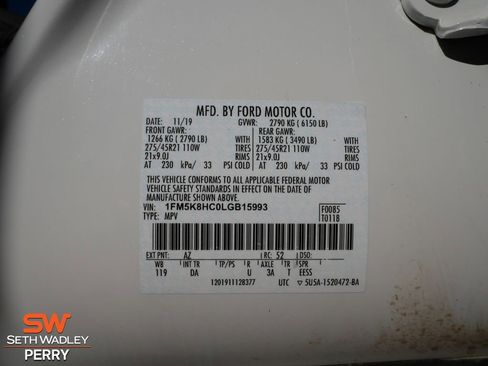 MFD. BY FORD MOTOR CO.
DATE: 11/19 GVWR: 2790 KG (6150 LB)
FRONT GAWR: REAR GAWR:
1266 KG (2790 LB) 1583 KG (3490 LB)
275/45R21 110W TIRES 275/45R21 110W TIRES
21x9.0J RIMS 21x9.0J RIMS
AT 230 kPa/ 33 PSI COLD AT 230 kPa/ 33 PSI COLD
THIS VEHICLE CONFORMS TO ALL APPLICABLE FEDERAL MOTOR
VEHICLE SAFETY STANDARDS IN EFFECT ON THE DATE OF
MANUFACTURE SHOWN ABOVE.
VIN: 1FM5K8HC0LGB15993 F0085
TYPE: MPV T0118
EXT PNT: AZ RC: 52 DSO:
WB INT TR TP/PS R AXLE TR SPR
119 DA U 3A T EESS
1201911128377 UTC ▽ 5U5A-1520472-BA
SW
SETH WADLEY
PERRY